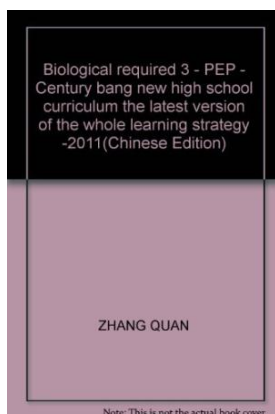 Biological required 3 - PEP -
Century bang new high school
curriculum the latest version
of the whole learning strategy
-2011(Chinese Edition)
ZHANG QUAN
Note: This is not the actual book cover